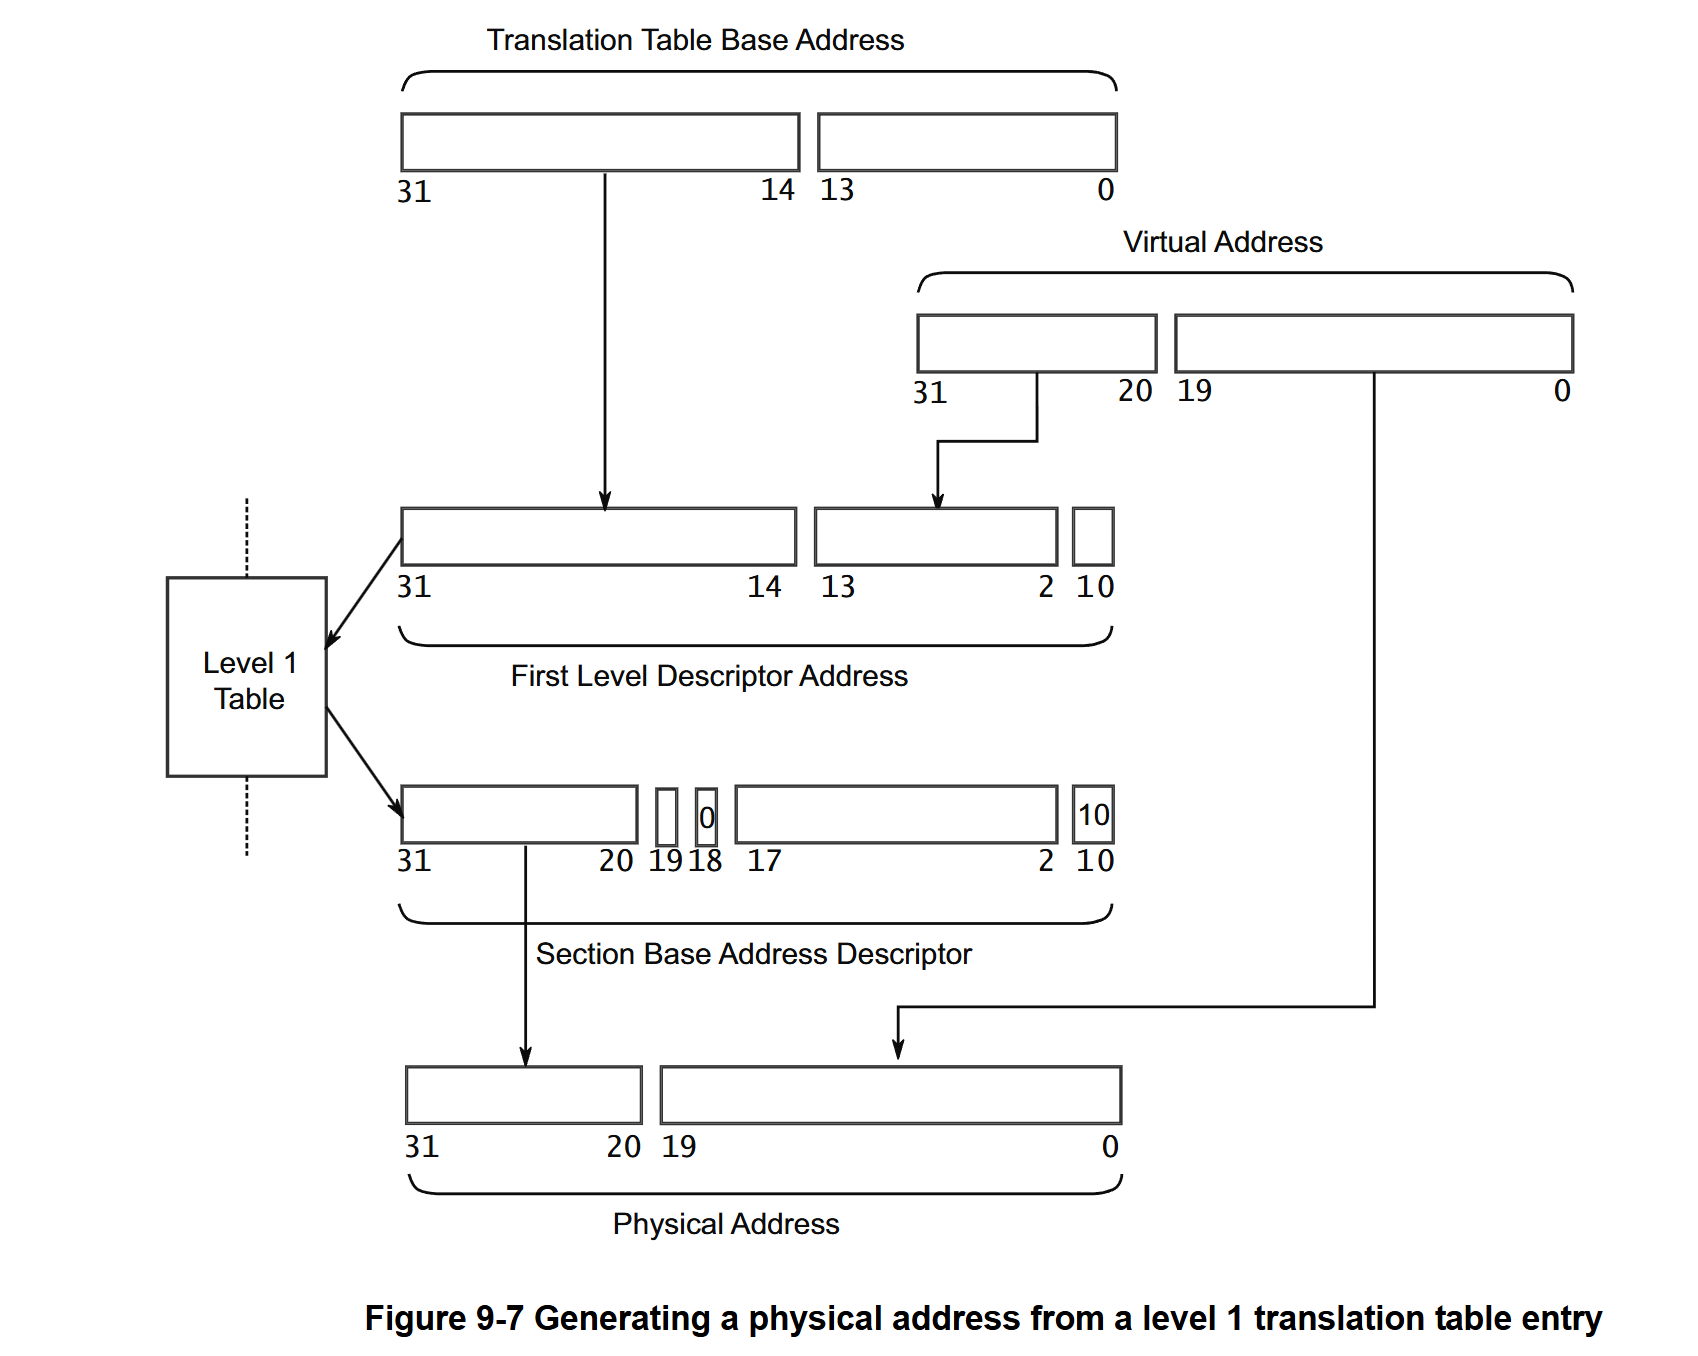 Translation Table Base Address
31 14 13 0
Virtual Address
31 20 19 0
31 14 13 2 10
First Level Descriptor Address
Level 1
Table
0 10
31 20 19 18 17 2 10
Section Base Address Descriptor
31 20 19 0
Physical Address
Figure 9-7 Generating a physical address from a level 1 translation table entry